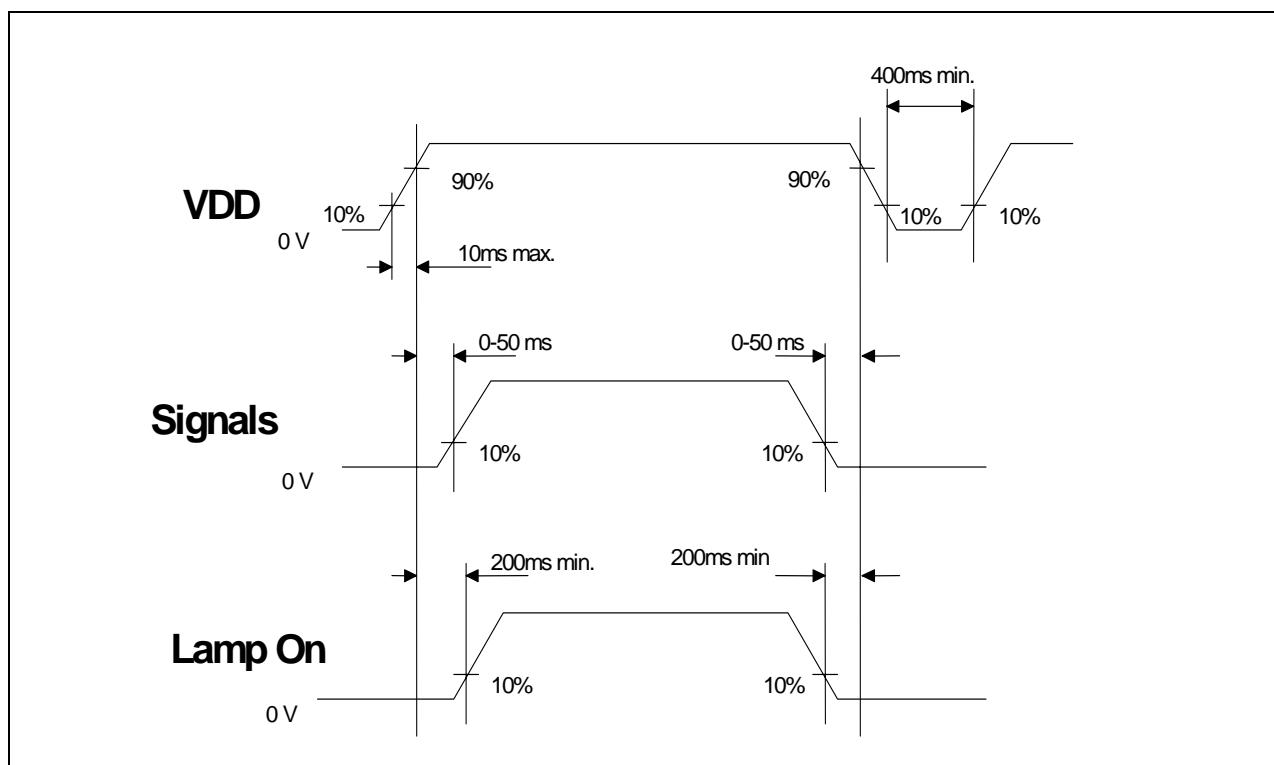 400ms min.
90%
90%
VDD
10%
10%
10%
0 V
10ms max.
0-50 ms
0-50 ms
Signals
10%
10%
0 V
200ms min.
200ms min
Lamp On
10%
10%
0 V